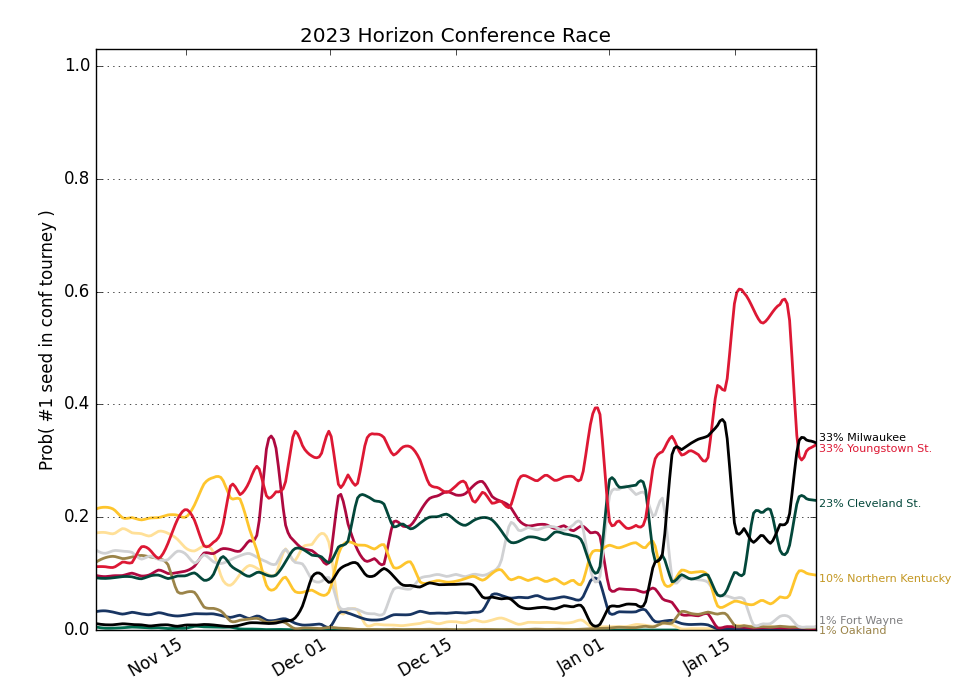 2023 Horizon Conference Race
Prob( #1 seed in conf tourney )
1.0
0.8
0.6
0.4
0.2
0.0
Nov 15
Dec 01
Dec 15
Jan 01
Jan 15
33% Milwaukee
33% Youngstown St.
23% Cleveland St.
10% Northern Kentucky
1% Fort Wayne
1% Oakland